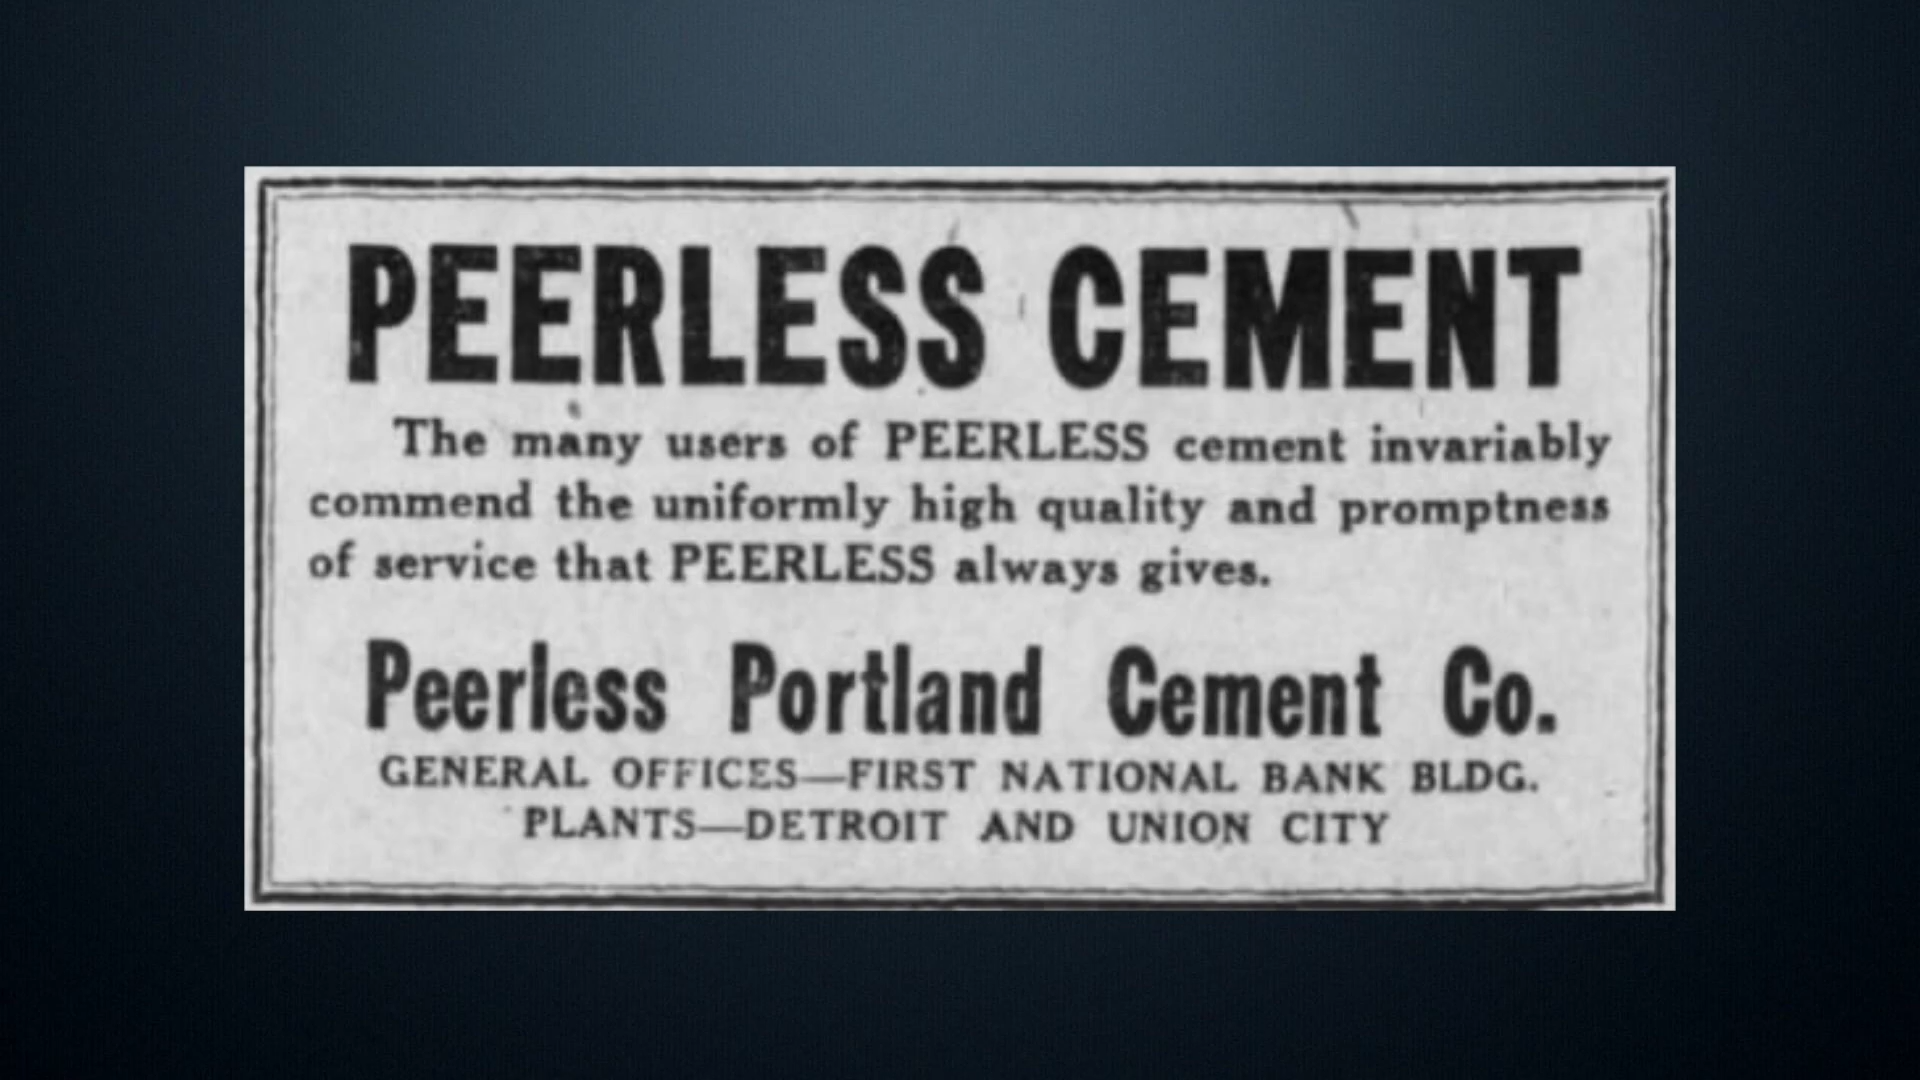 PEERLESS CEMENT
The many users of PEERLESS cement invariably
commend the uniformly high quality and promptness
of service that PEERLESS always gives.
Peerless Portland Cement Co.
GENERAL OFFICES—FIRST NATIONAL BANK BLDG.
PLANTS—DETROIT AND UNION CITY